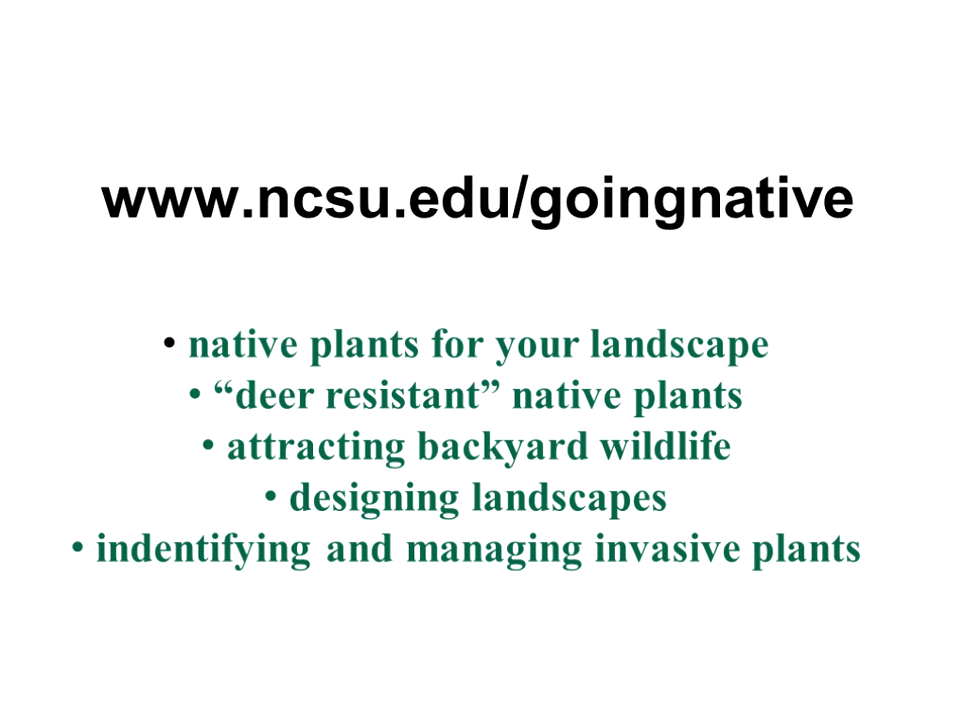 www.ncsu.edu/goingnative
• native plants for your landscape
• “deer resistant” native plants
• attracting backyard wildlife
• designing landscapes
• indentifying and managing invasive plants